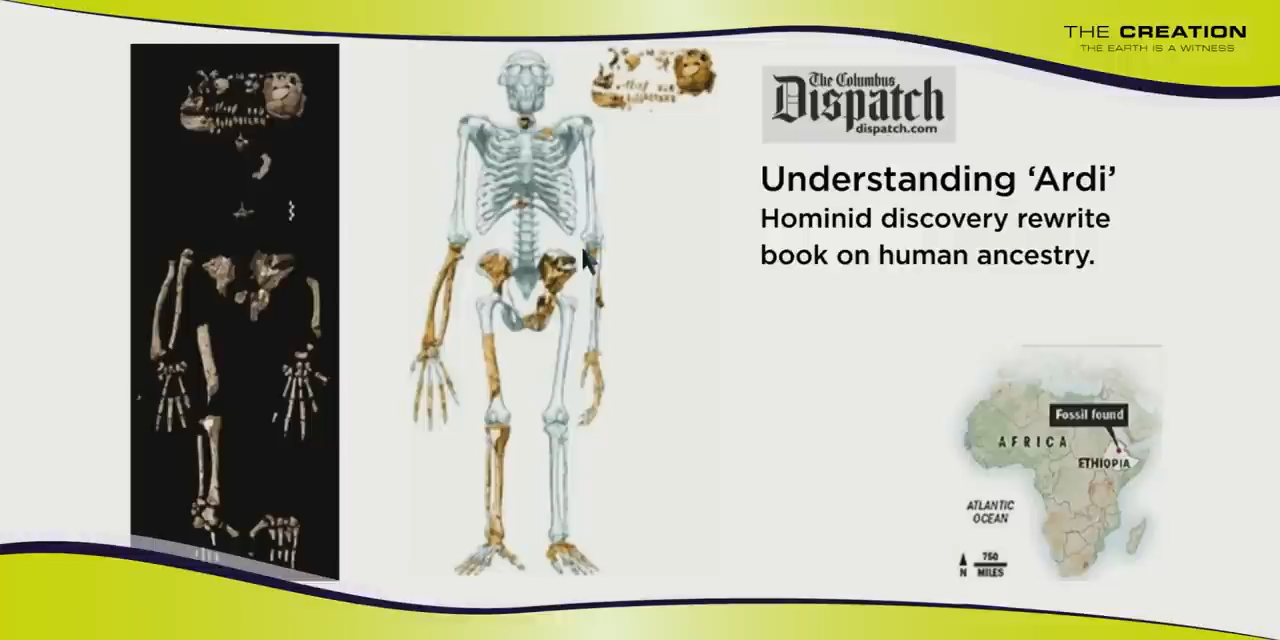 THE CREATION
THE EARTH IS A WITNESS
The Columbus
Dispatch
dispatch.com
Understanding ‘Ardi’
Hominid discovery rewrite
book on human ancestry.
Fossil found
AFRICA
ETHIOPIA
ATLANTIC
OCEAN
N
750
MILES